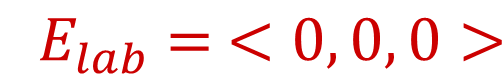 E_lab = < 0, 0, 0 >